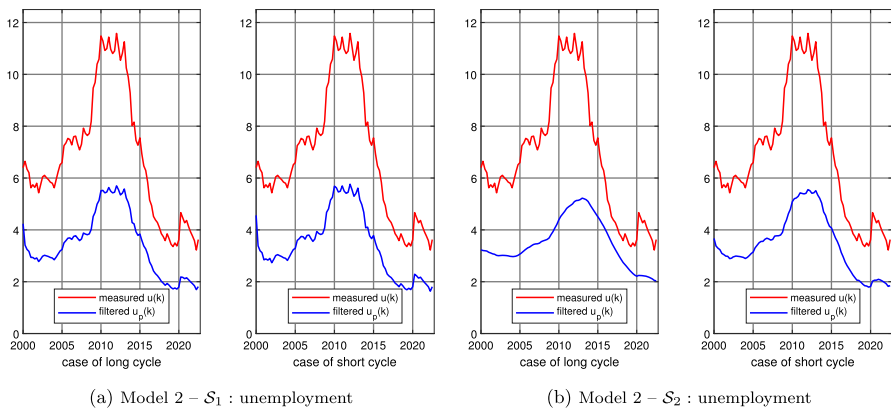 12
10
8
6
4
2
0
2000 2005 2010 2015 2020
measured u(k)
filtered u_p(k)
case of long cycle
12
10
8
6
4
2
0
2000 2005 2010 2015 2020
measured u(k)
filtered u_p(k)
case of short cycle
12
10
8
6
4
2
0
2000 2005 2010 2015 2020
measured u(k)
filtered u_p(k)
case of long cycle
12
10
8
6
4
2
0
2000 2005 2010 2015 2020
measured u(k)
filtered u_p(k)
case of short cycle
(a) Model 2 – S₁ : unemployment
(b) Model 2 – S₂ : unemployment